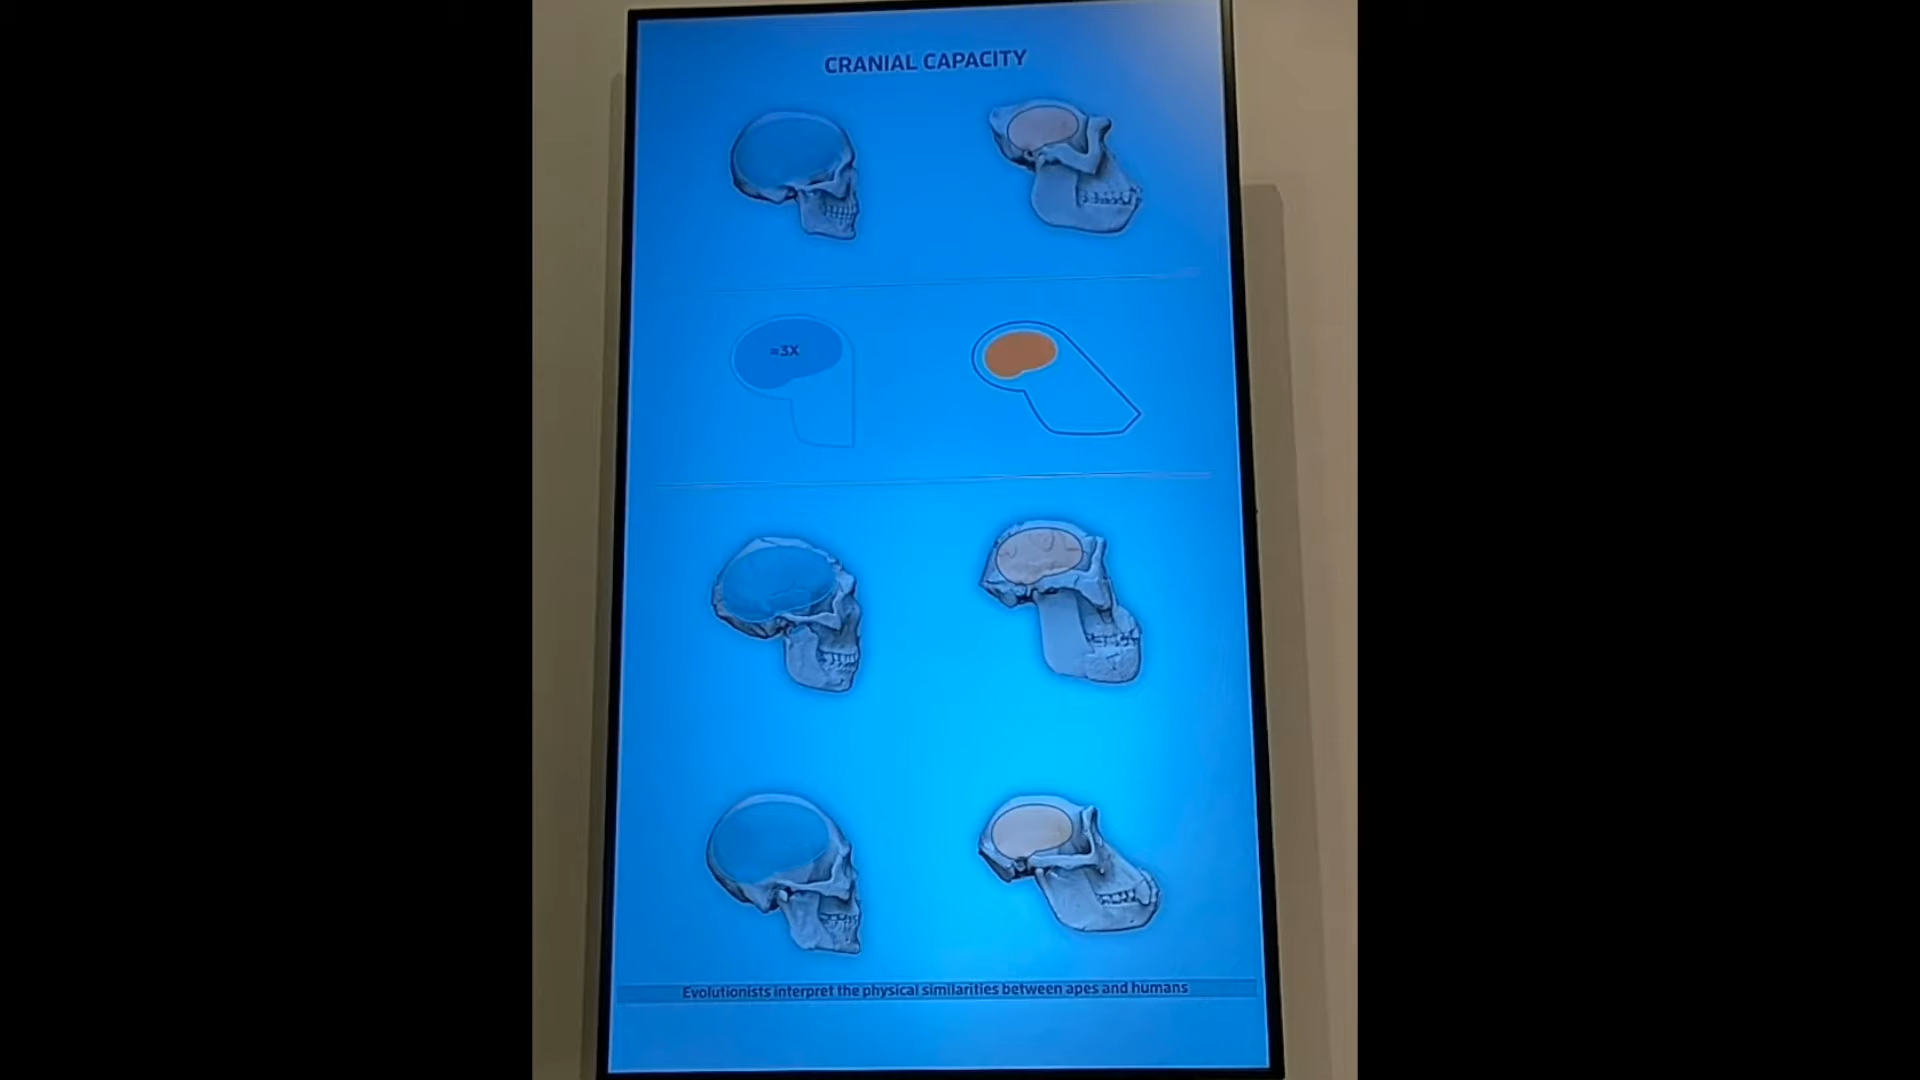 CRANIAL CAPACITY
≈3X
Evolutionists interpret the physical similarities between apes and humans